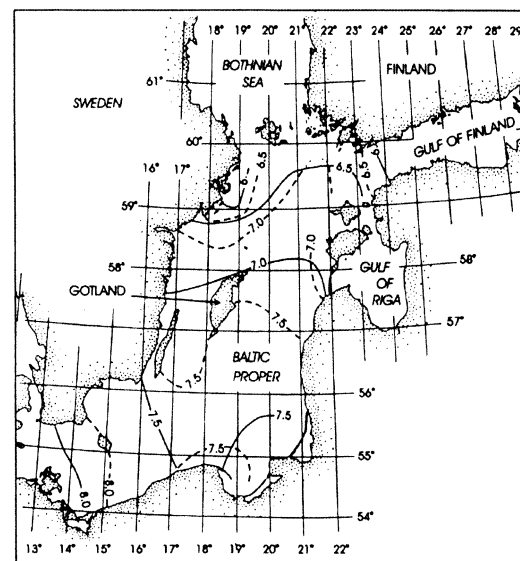 18° 19° 20° 21° 22° 23° 24° 25° 26° 27° 28° 29°
BOTHNIAN
SEA
FINLAND
61°
SWEDEN
60°
GULF OF FINLAND
6.5
6.5
6.5
16° 17°
59°
7.0
7.0
58°
7.0
58°
GULF
OF
RIGA
GOTLAND
57°
7.5
BALTIC
PROPER
7.5
56°
7.5
7.5
55°
7.5
8.0
8.0
54°
13° 14° 15° 16° 17° 18° 19° 20° 21° 22°